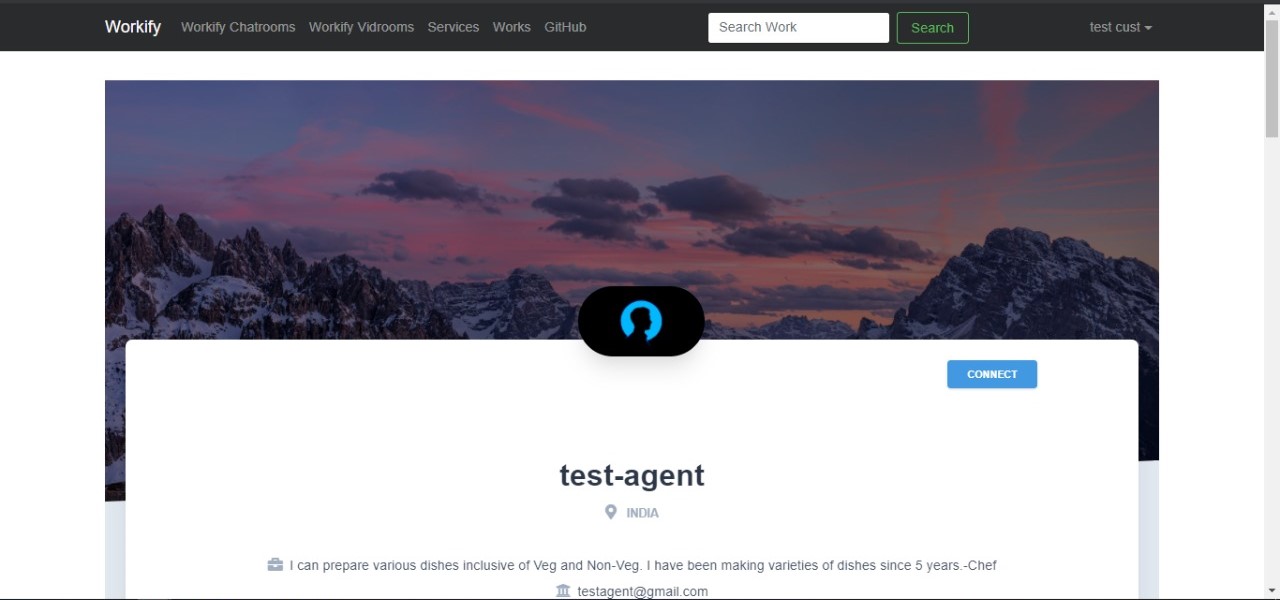 Workify Workify Chatrooms Workify Vidrooms Services Works GitHub Search Work Search test cust
CONNECT
test-agent
INDIA
I can prepare various dishes inclusive of Veg and Non-Veg. I have been making varieties of dishes since 5 years.-Chef
testagent@gmail.com